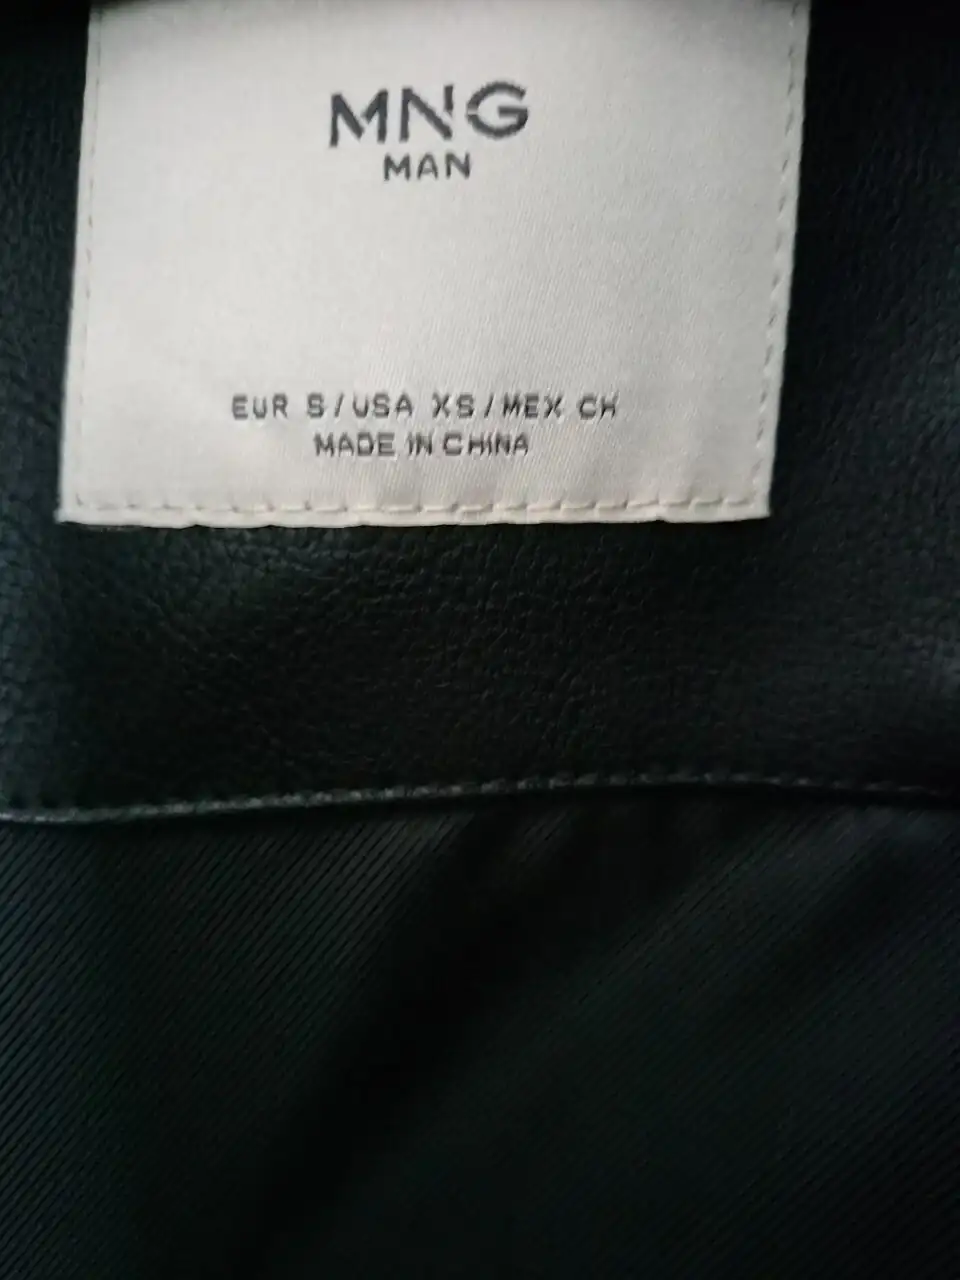 MNG
MAN
EUR S/USA XS/MEX CH
MADE IN CHINA